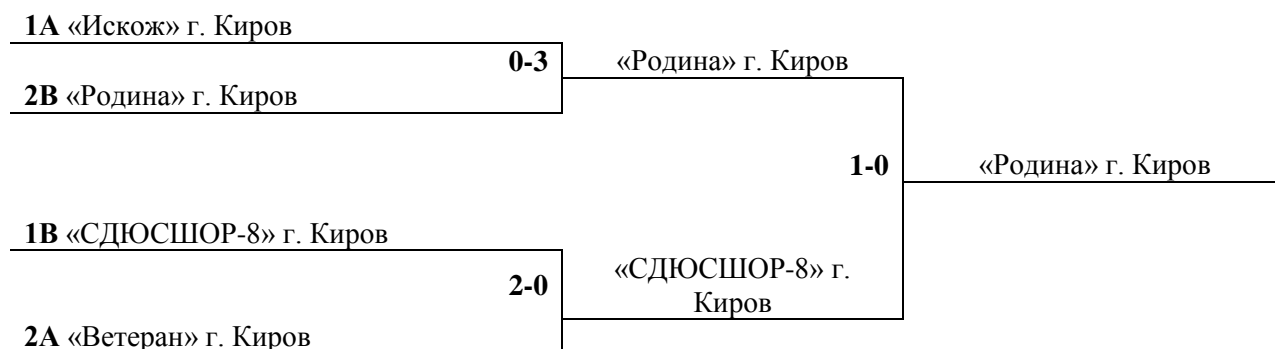 1А «Искож» г. Киров
0-3
«Родина» г. Киров
2В «Родина» г. Киров
1-0
«Родина» г. Киров
1В «СДЮСШОР-8» г. Киров
2-0
«СДЮСШОР-8» г.
Киров
2А «Ветеран» г. Киров